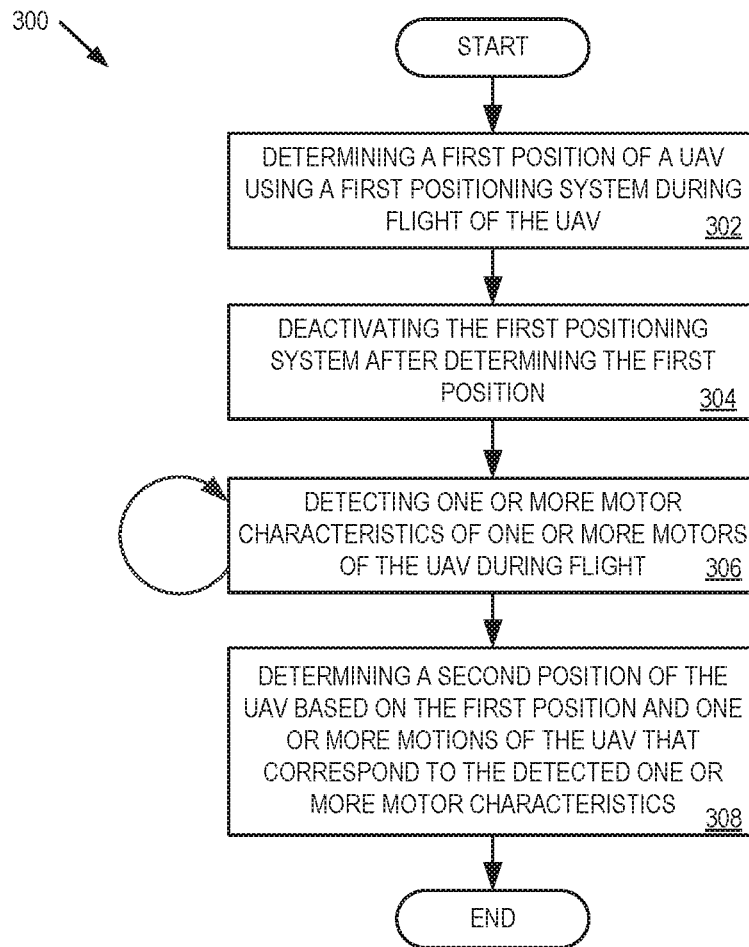 300
START
DETERMINING A FIRST POSITION OF A UAV
USING A FIRST POSITIONING SYSTEM DURING
FLIGHT OF THE UAV
302
DEACTIVATING THE FIRST POSITIONING
SYSTEM AFTER DETERMINING THE FIRST
POSITION
304
DETECTING ONE OR MORE MOTOR
CHARACTERISTICS OF ONE OR MORE MOTORS
OF THE UAV DURING FLIGHT
306
DETERMINING A SECOND POSITION OF THE
UAV BASED ON THE FIRST POSITION AND ONE
OR MORE MOTIONS OF THE UAV THAT
CORRESPOND TO THE DETECTED ONE OR
MORE MOTOR CHARACTERISTICS
308
END